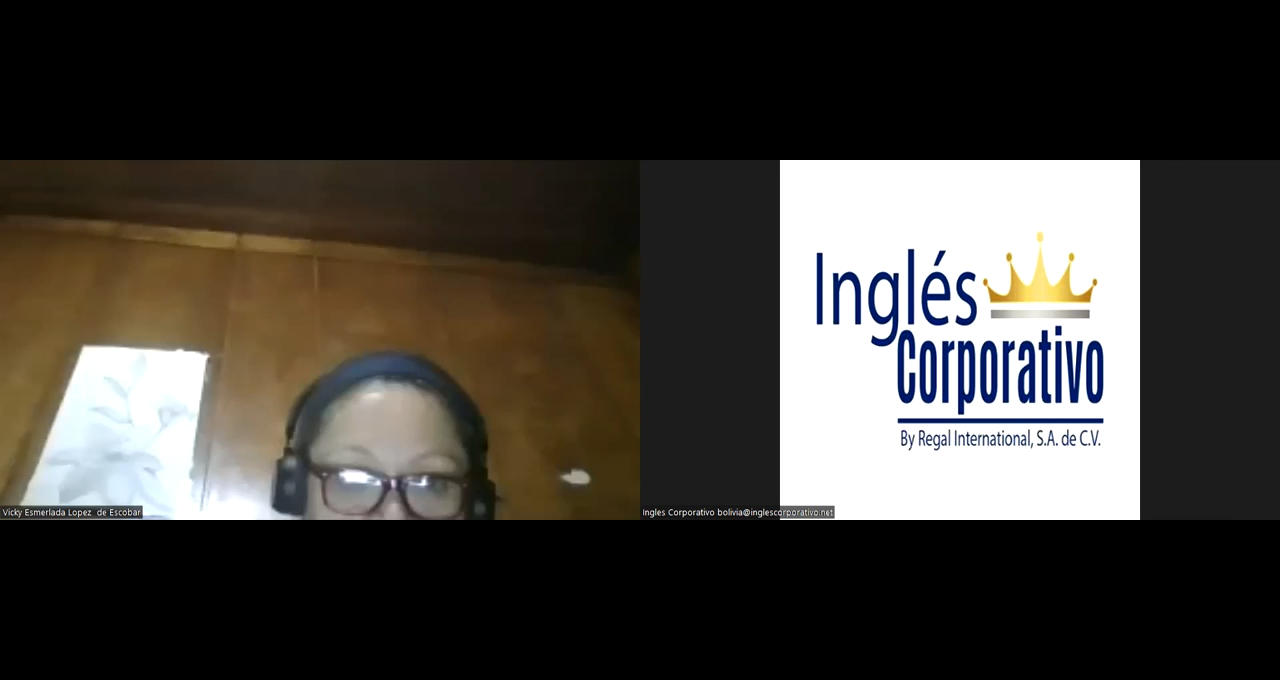 Inglés
Corporativo
By Regal International, S.A. de C.V.
Vicky Esmerlada Lopez de Escobar
Ingles Corporativo bolivia@inglescorporativo.net